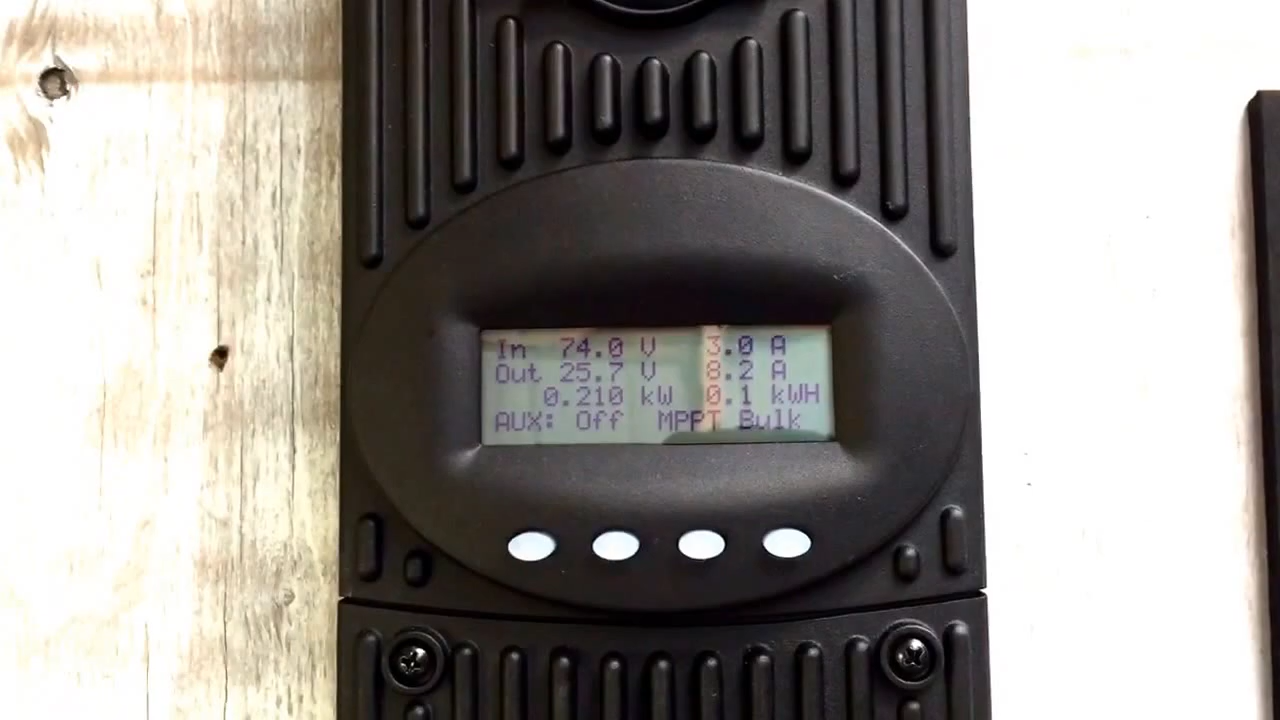 In 74.0 V 3.0 A
Out 25.7 V 8.2 A
0.210 kW 0.1 kWH
AUX: Off MPPT Bulk